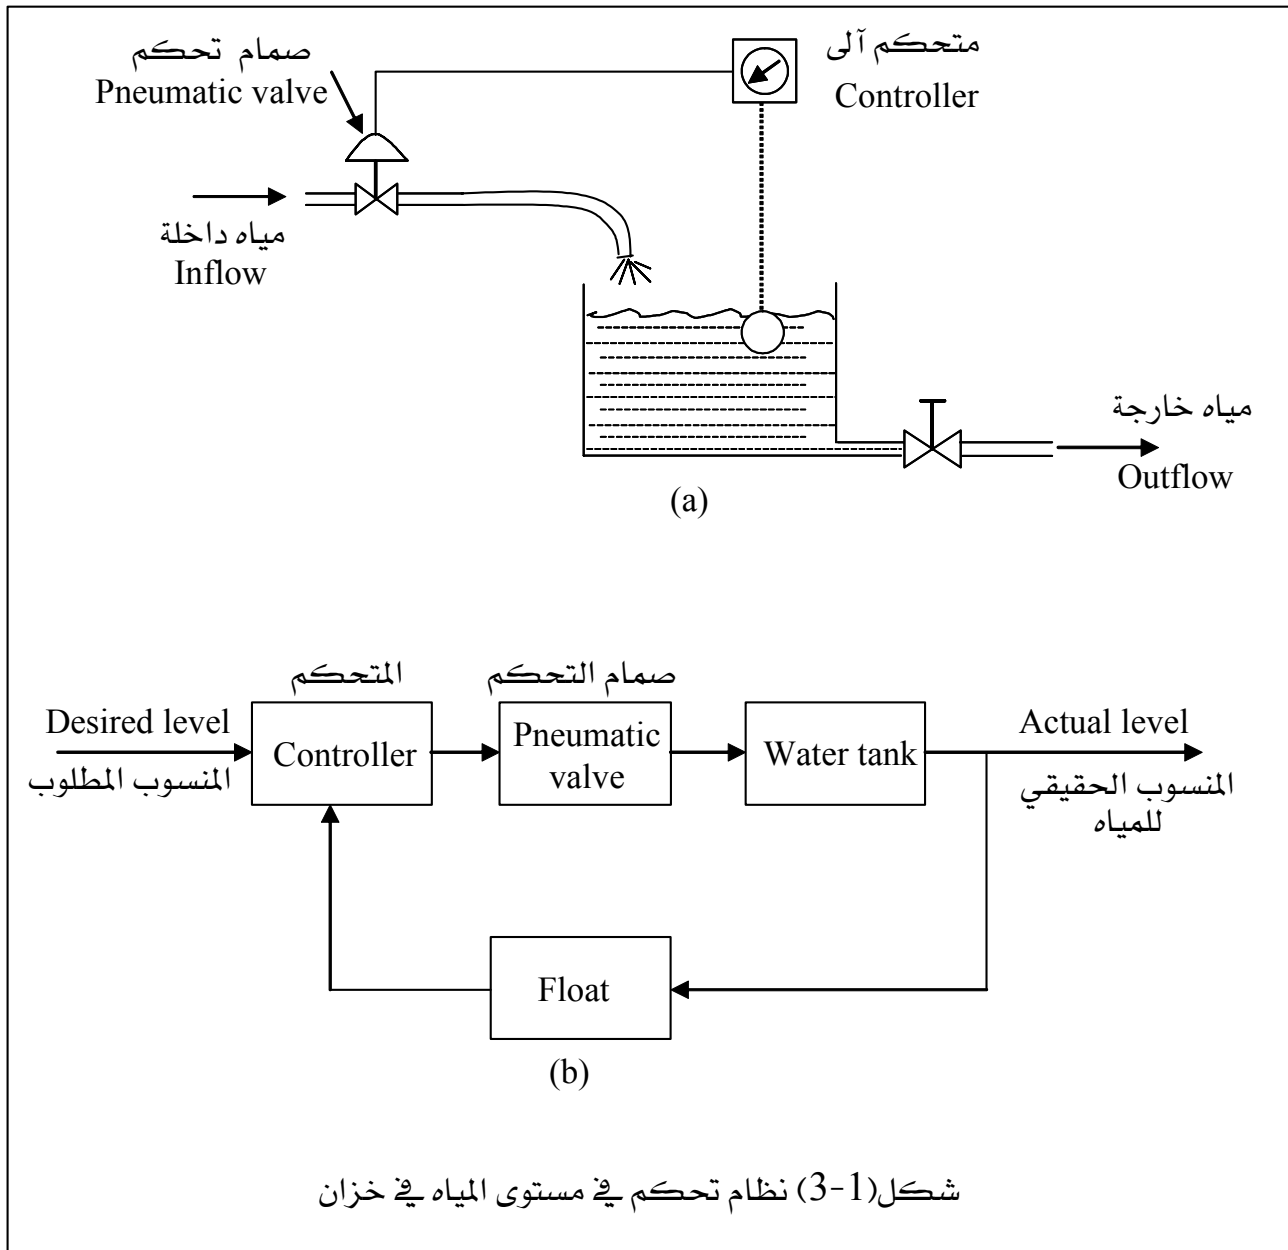 صمام تحكم
Pneumatic valve
متحكم آلى
Controller
مياه داخلة
Inflow
مياه خارجة
Outflow
(a)
المتحكم
صمام التحكم
Desired level
المنسوب المطلوب
Controller
Pneumatic
valve
Water tank
Actual level
المنسوب الحقيقي
للمياه
Float
(b)
شكل(1-3) نظام تحكم في مستوى المياه في خزان